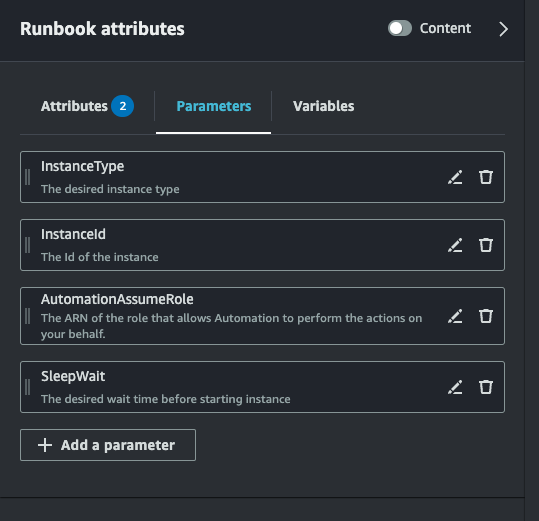 Runbook attributes
Content
Attributes 2
Parameters
Variables
InstanceType
The desired instance type
InstanceId
The Id of the instance
AutomationAssumeRole
The ARN of the role that allows Automation to perform the actions on
your behalf.
SleepWait
The desired wait time before starting instance
Add a parameter